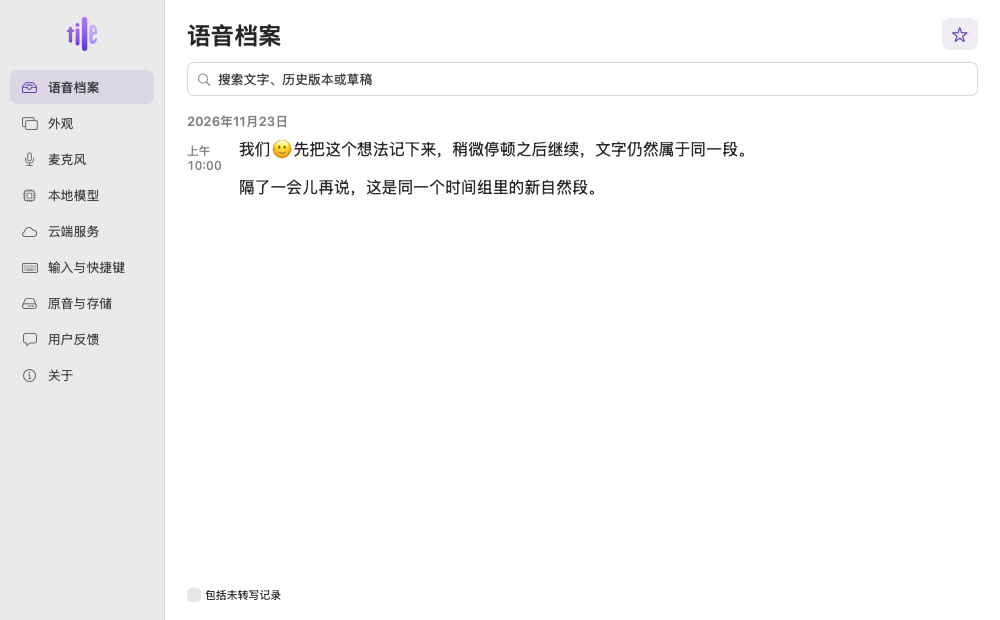 tile
语音档案
外观
麦克风
本地模型
云端服务
输入与快捷键
原音与存储
用户反馈
关于
语音档案
搜索文字、历史版本或草稿
2026年11月23日
上午
10:00
我们🙂先把这个想法记下来，稍微停顿之后继续，文字仍然属于同一段。
隔了一会儿再说，这是同一个时间组里的新自然段。
包括未转写记录